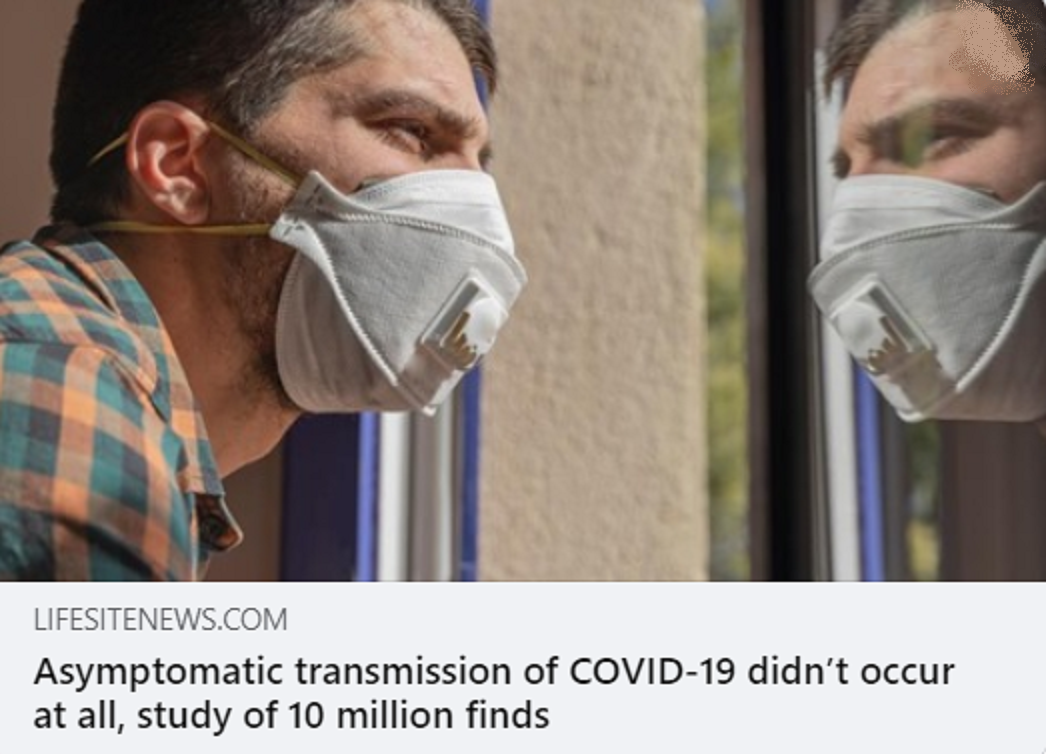 LIFESITENEWS.COM
Asymptomatic transmission of COVID-19 didn't occur
at all, study of 10 million finds